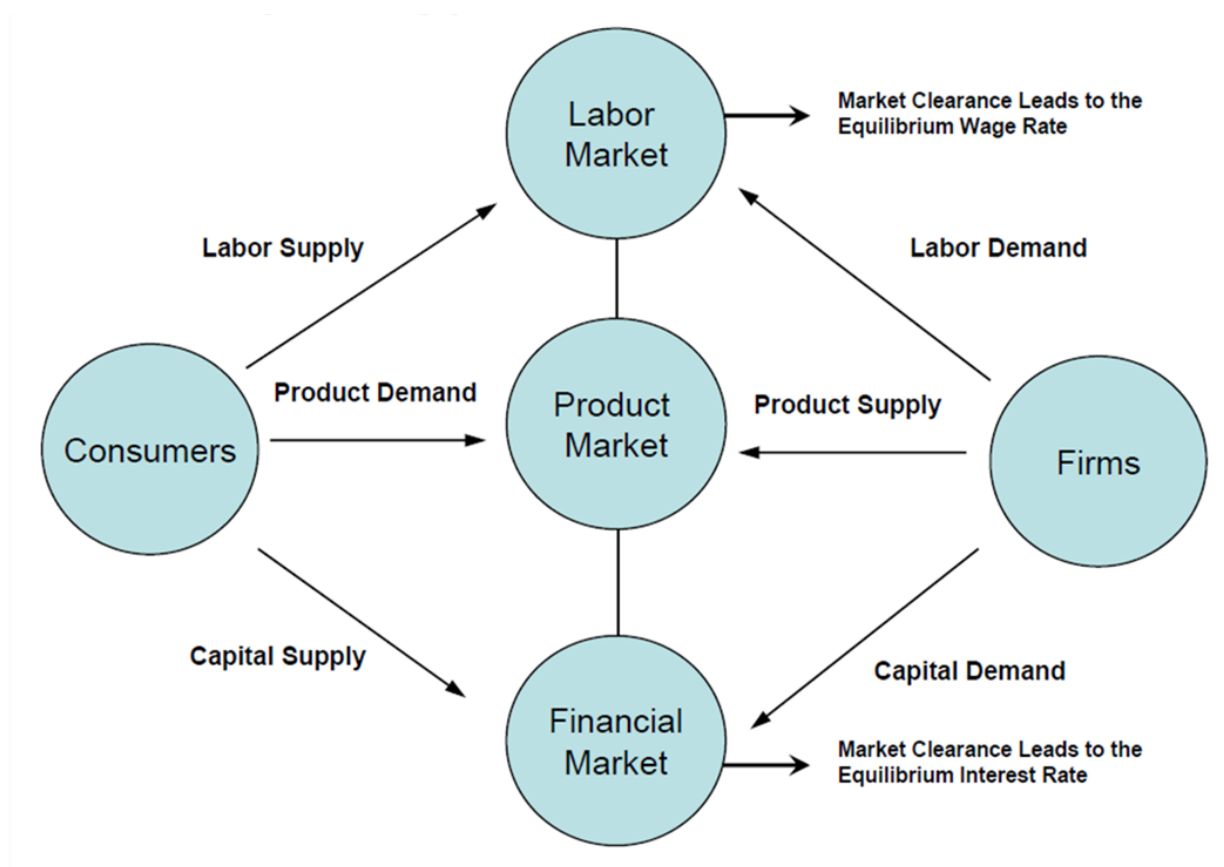 Labor
Market
Market Clearance Leads to the
Equilibrium Wage Rate
Labor Supply
Labor Demand
Product Demand
Product Supply
Consumers
Product
Market
Firms
Capital Supply
Capital Demand
Financial
Market
Market Clearance Leads to the
Equilibrium Interest Rate